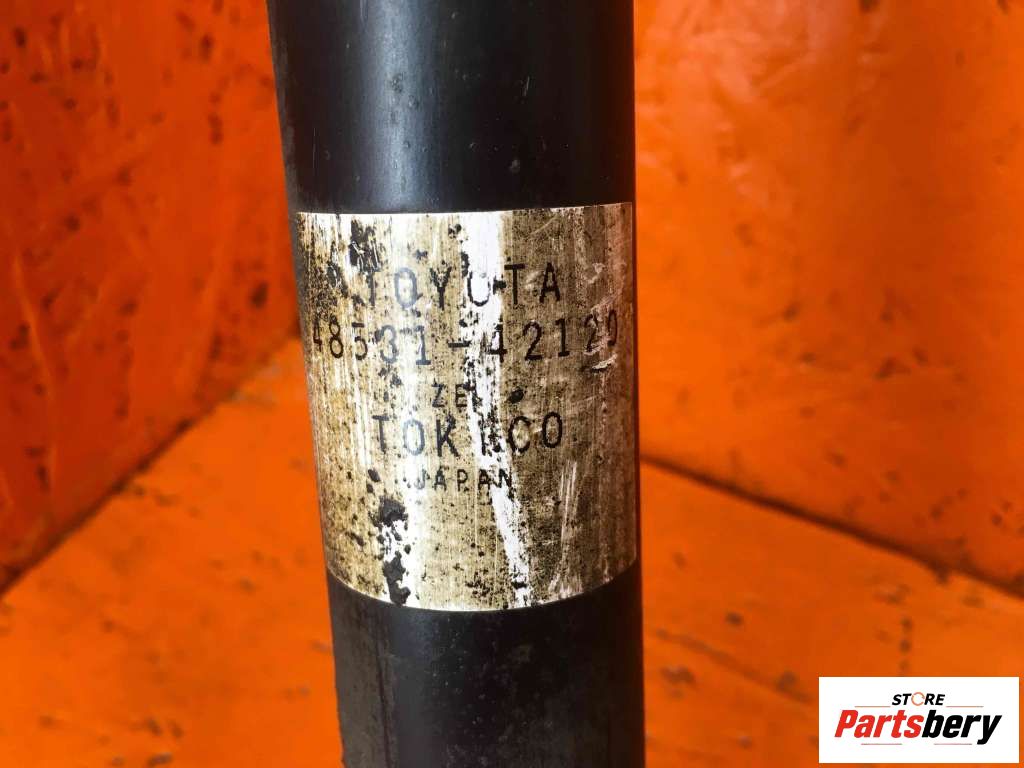 TOYOTA
48531-42120
ZE
TOKICO
JAPAN
STORE
Partsbery